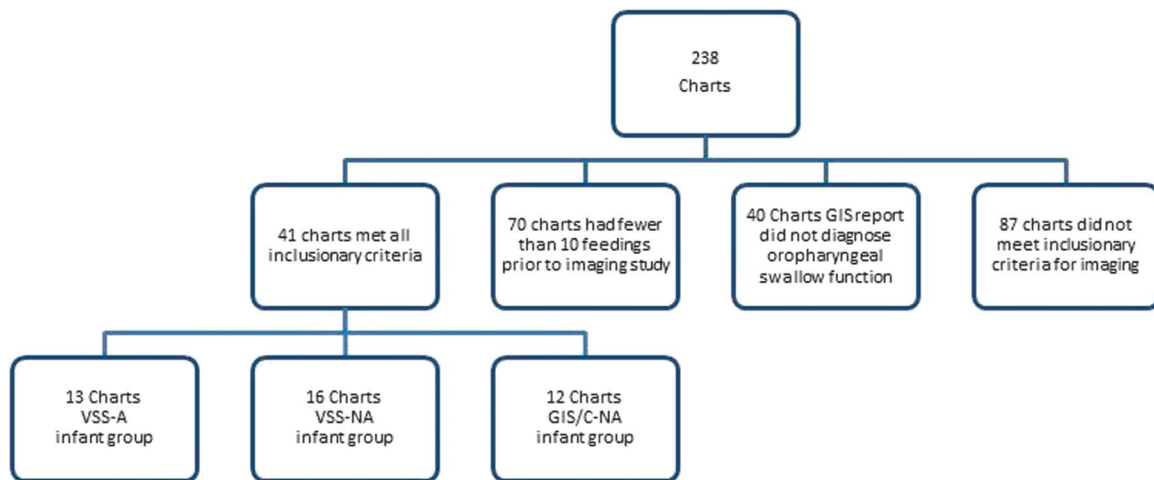 238
Charts
41 charts met all
inclusionary criteria
70 charts had fewer
than 10 feedings
prior to imaging study
40 Charts GIS report
did not diagnose
oropharyngeal
swallow function
87 charts did not
meet inclusionary
criteria for imaging
13 Charts
VSS-A
infant group
16 Charts
VSS-NA
infant group
12 Charts
GIS/C-NA
infant group